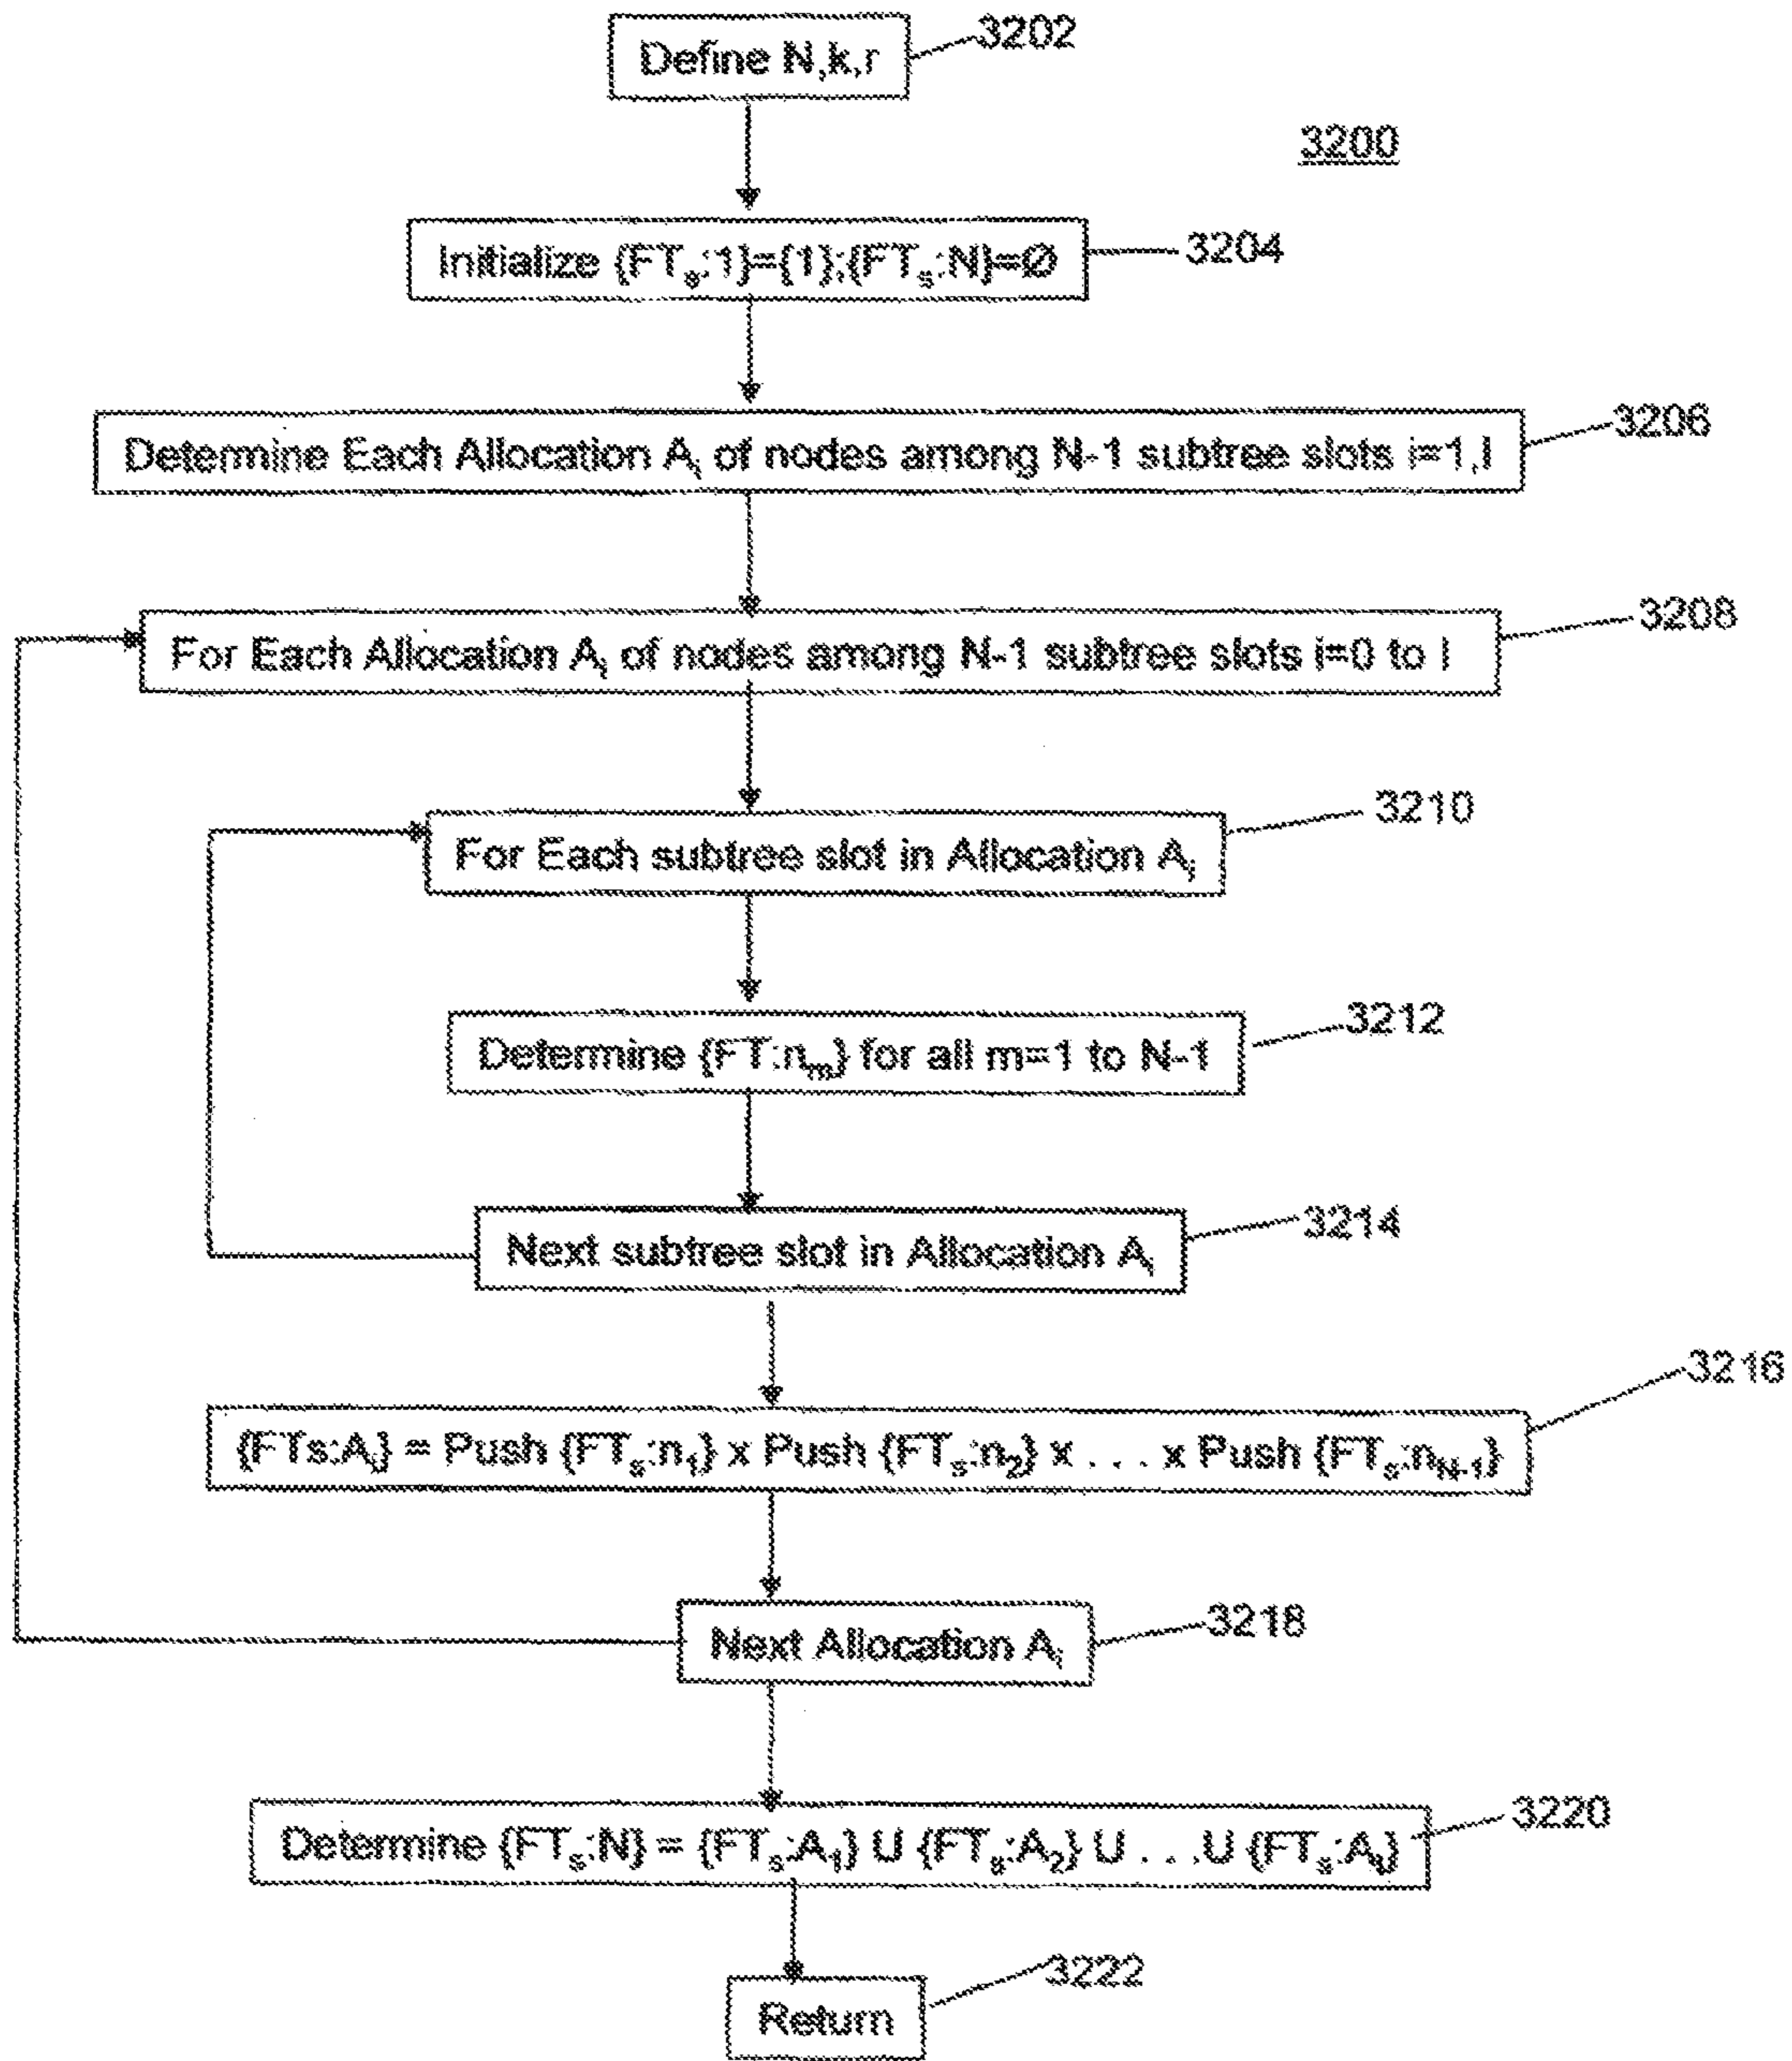 Define N,k,r
3202
3200
Initialize {FTₛ:1}={1};{FTₛ:N}=Ø
3204
Determine Each Allocation Aᵢ of nodes among N-1 subtree slots i=1,I
3206
For Each Allocation Aᵢ of nodes among N-1 subtree slots i=0 to I
3208
For Each subtree slot in Allocation Aᵢ
3210
Determine {FT:nₘ} for all m=1 to N-1
3212
Next subtree slot in Allocation Aᵢ
3214
{FTs:Aᵢ} = Push {FTₛ:n₁} x Push {FTₛ:n₂} x . . . x Push {FTₛ:n_N-1}
3216
Next Allocation Aᵢ
3218
Determine {FTₛ:N} = {FTₛ:A₁} U {FTₛ:A₂} U . . .U {FTₛ:A_I}
3220
Return
3222